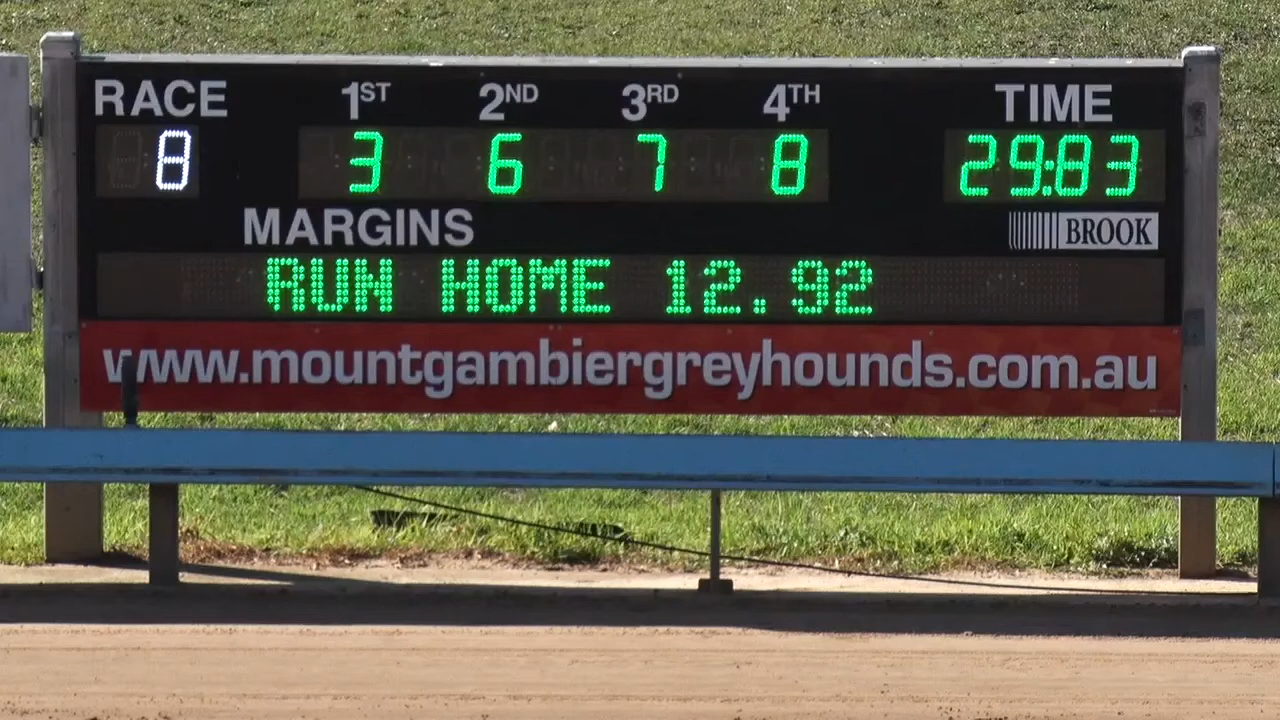 RACE 1ST 2ND 3RD 4TH TIME
8 3 6 7 8 29:83
MARGINS BROOK
RUN HOME 12.92
www.mountgambiergreyhounds.com.au